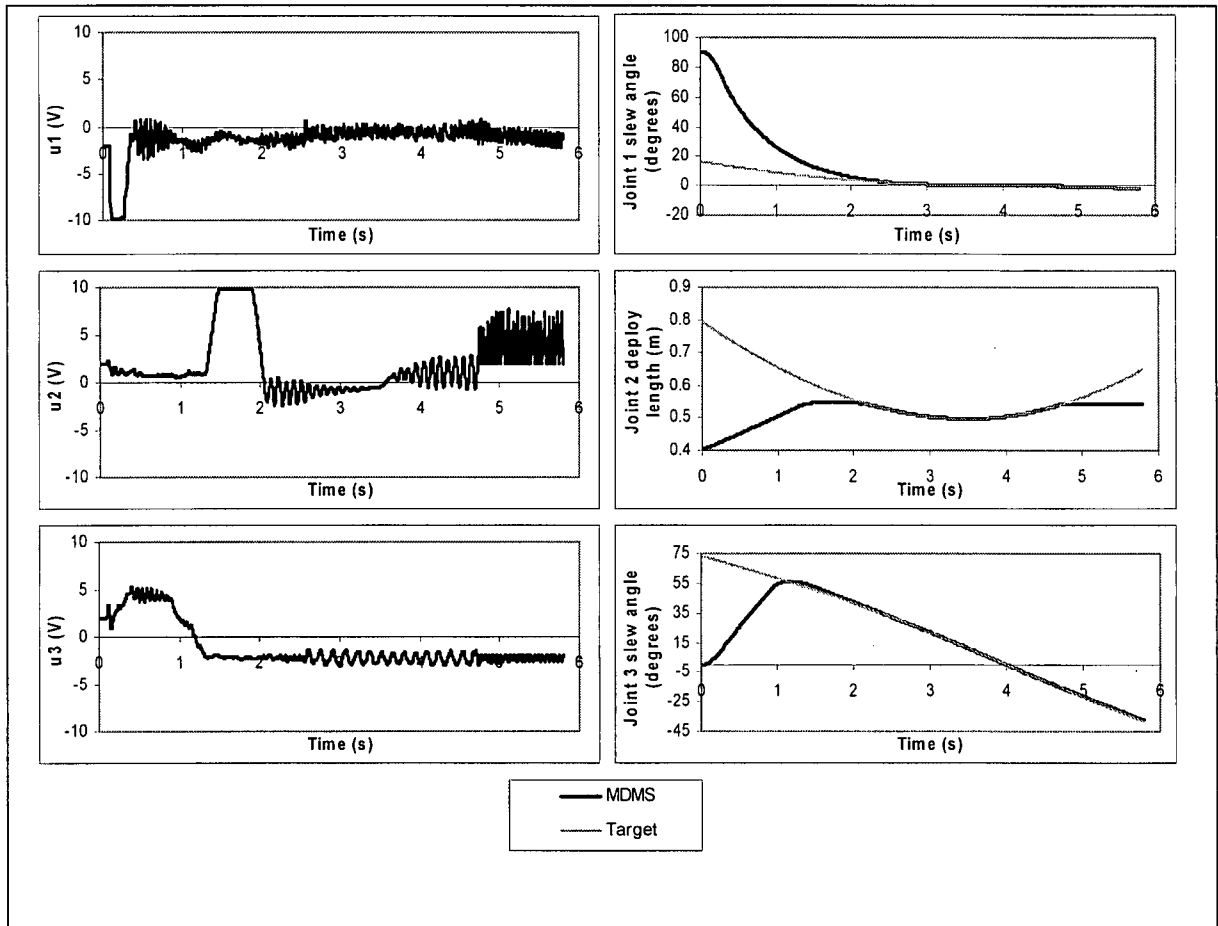 10
5
0
-5
-10
u1 (V)
0 1 2 3 4 5 6
Time (s)
100
80
60
40
20
0
-20
Joint 1 slew angle
(degrees)
0 1 2 3 4 5 6
Time (s)
10
5
0
-5
-10
u2 (V)
0 1 2 3 4 5 6
Time (s)
0.9
0.8
0.7
0.6
0.5
0.4
Joint 2 deploy
length (m)
0 1 2 3 4 5 6
Time (s)
10
5
0
-5
-10
u3 (V)
0 1 2 3 4 5 6
Time (s)
75
55
35
15
-5
-25
-45
Joint 3 slew angle
(degrees)
0 1 2 3 4 5 6
Time (s)
MDMS
Target